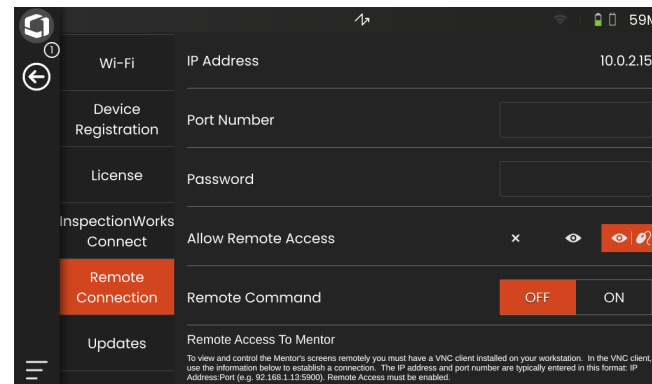 59M
1
Wi-Fi
IP Address
10.0.2.15
Device
Registration
Port Number
License
Password
InspectionWorks
Connect
Allow Remote Access
Remote
Connection
Remote Command
OFF
ON
Updates
Remote Access To Mentor
To view and control the Mentor's screens remotely you must have a VNC client installed on your workstation. In the VNC client,
use the information below to establish a connection. The IP address and port number are typically entered in this format: IP
Address:Port (e.g. 92.168.1.13:5900). Remote Access must be enabled.